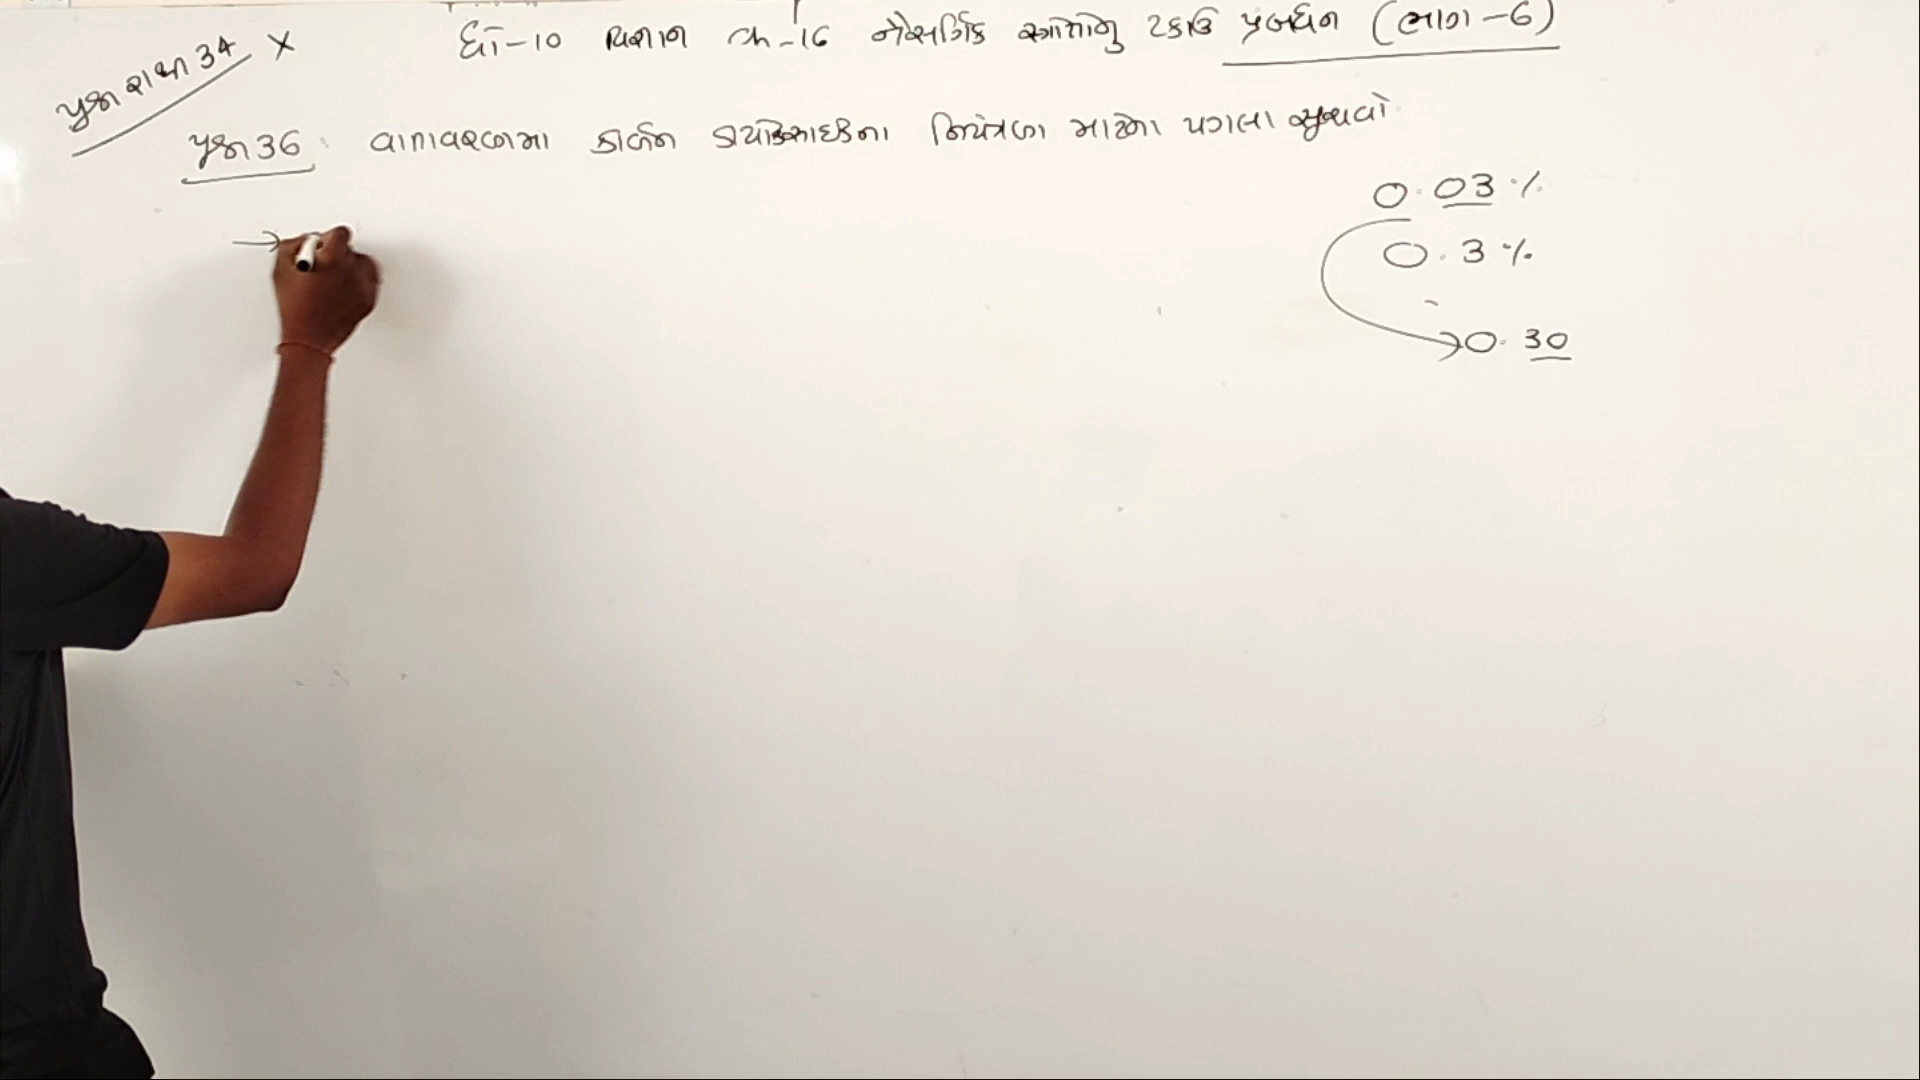 પ્રશ્ન સંખ્યા 34 ×
ધો-10 વિજ્ઞાન Ch-16 નૈસર્ગિક સ્ત્રોતોનું ટકાઉ પ્રબંધન (ભાગ-6)
પ્રશ્ન 36: વાતાવરણમાં કાર્બન ડાયોક્સાઇડના નિયંત્રણ માટેના પગલા સુચવો
0.03 %
0.3 %
→ 0.30
→